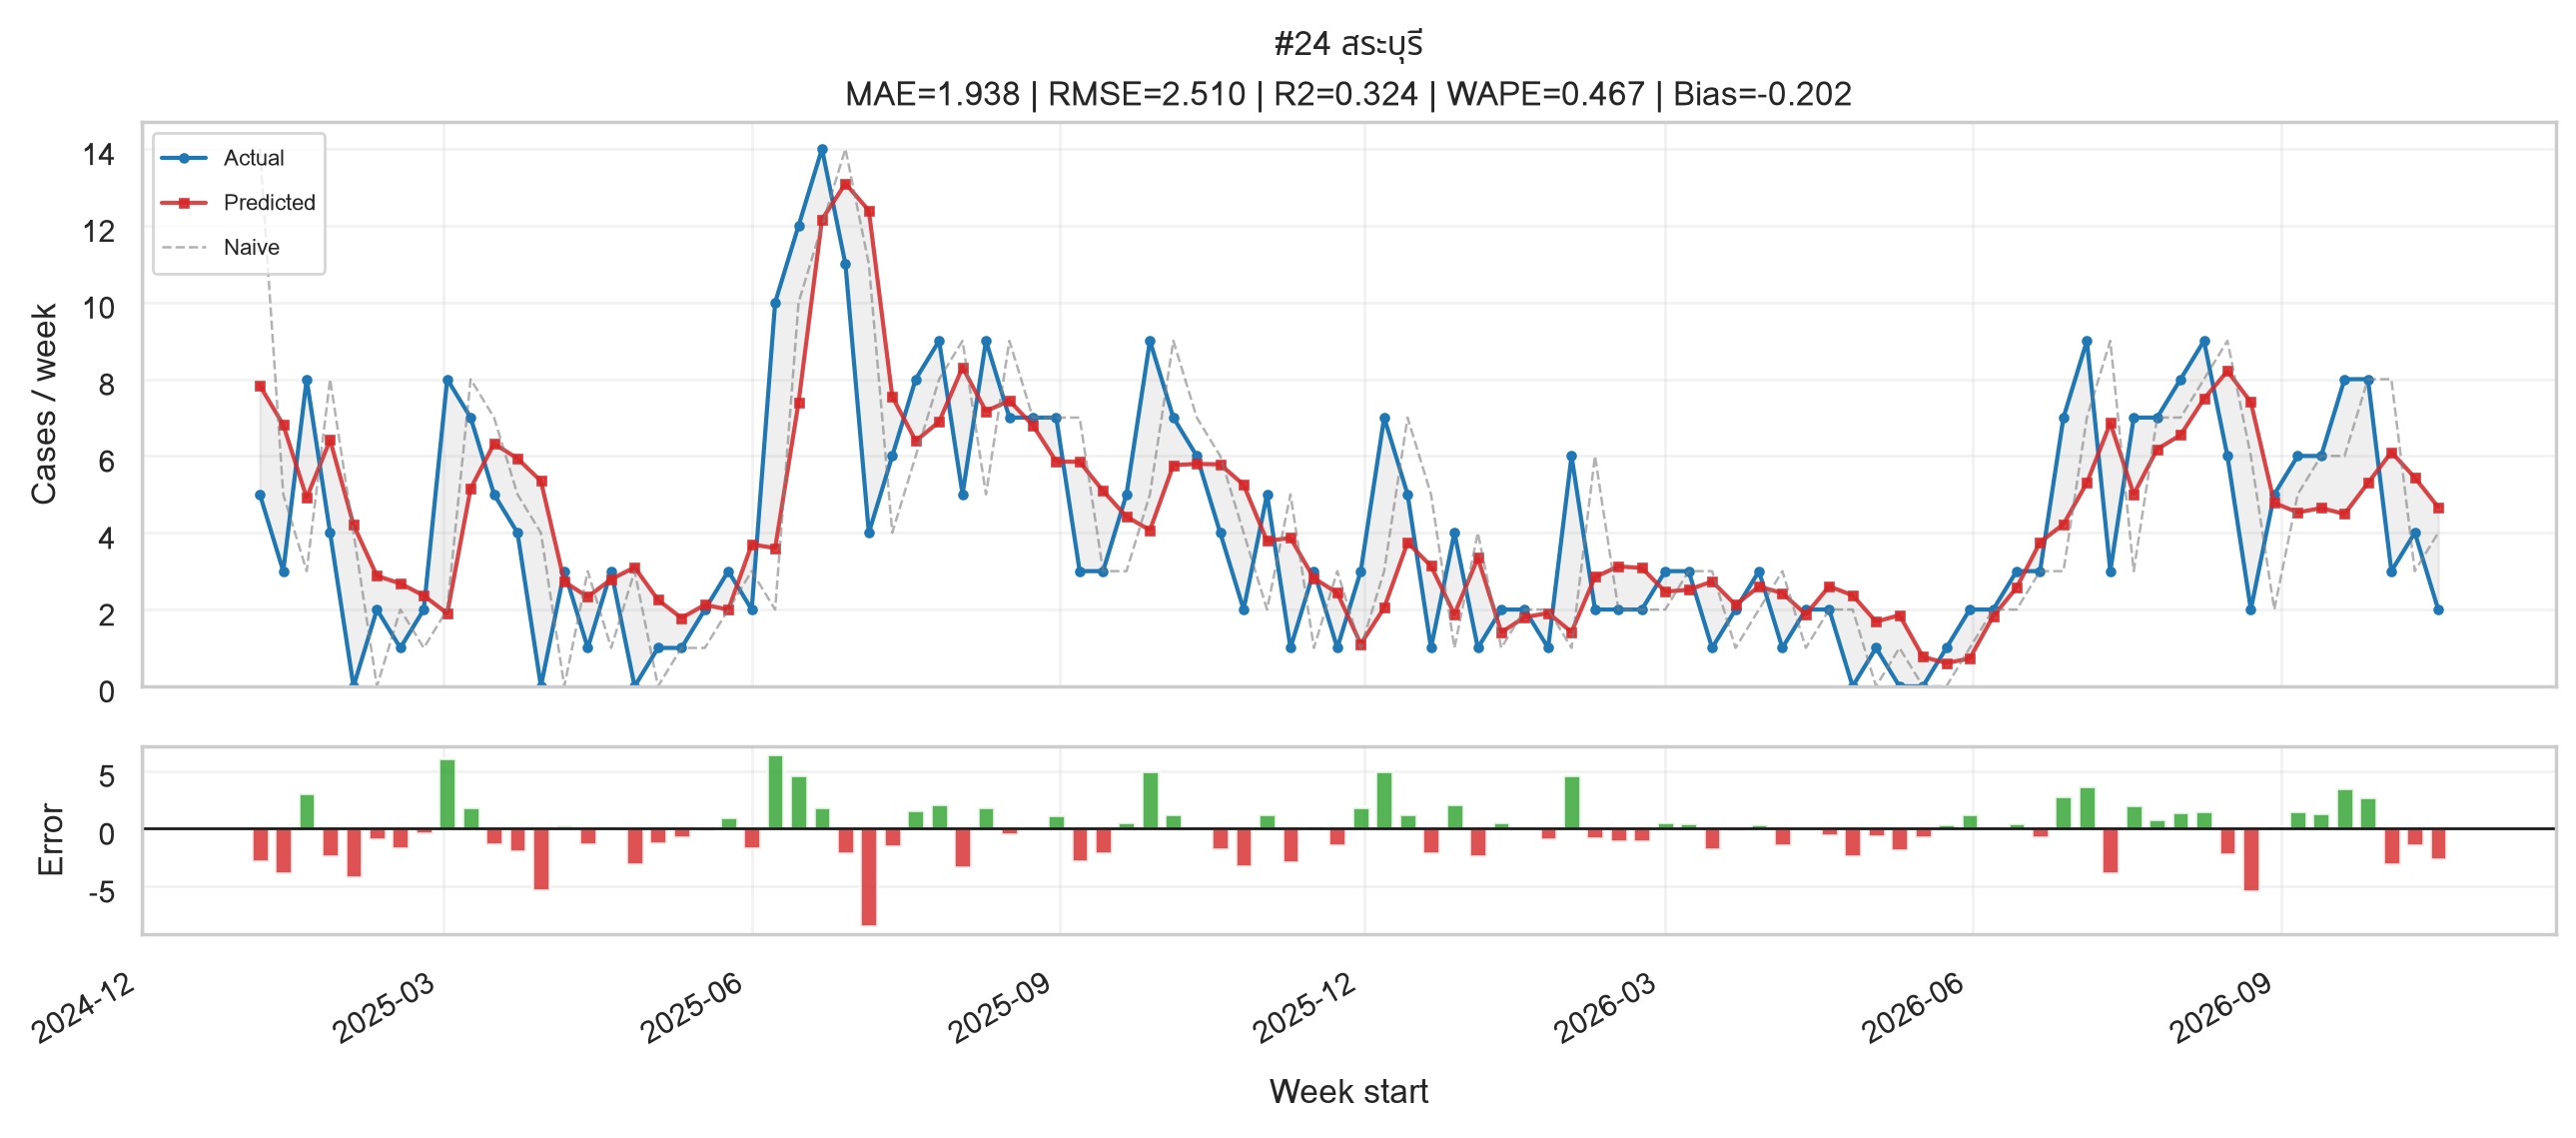 #24 สระบุรี
MAE=1.938 | RMSE=2.510 | R2=0.324 | WAPE=0.467 | Bias=-0.202
Actual
Predicted
Naive
Cases / week
14
12
10
8
6
4
2
0
Error
5
0
-5
2024-12
2025-03
2025-06
2025-09
2025-12
2026-03
2026-06
2026-09
Week start